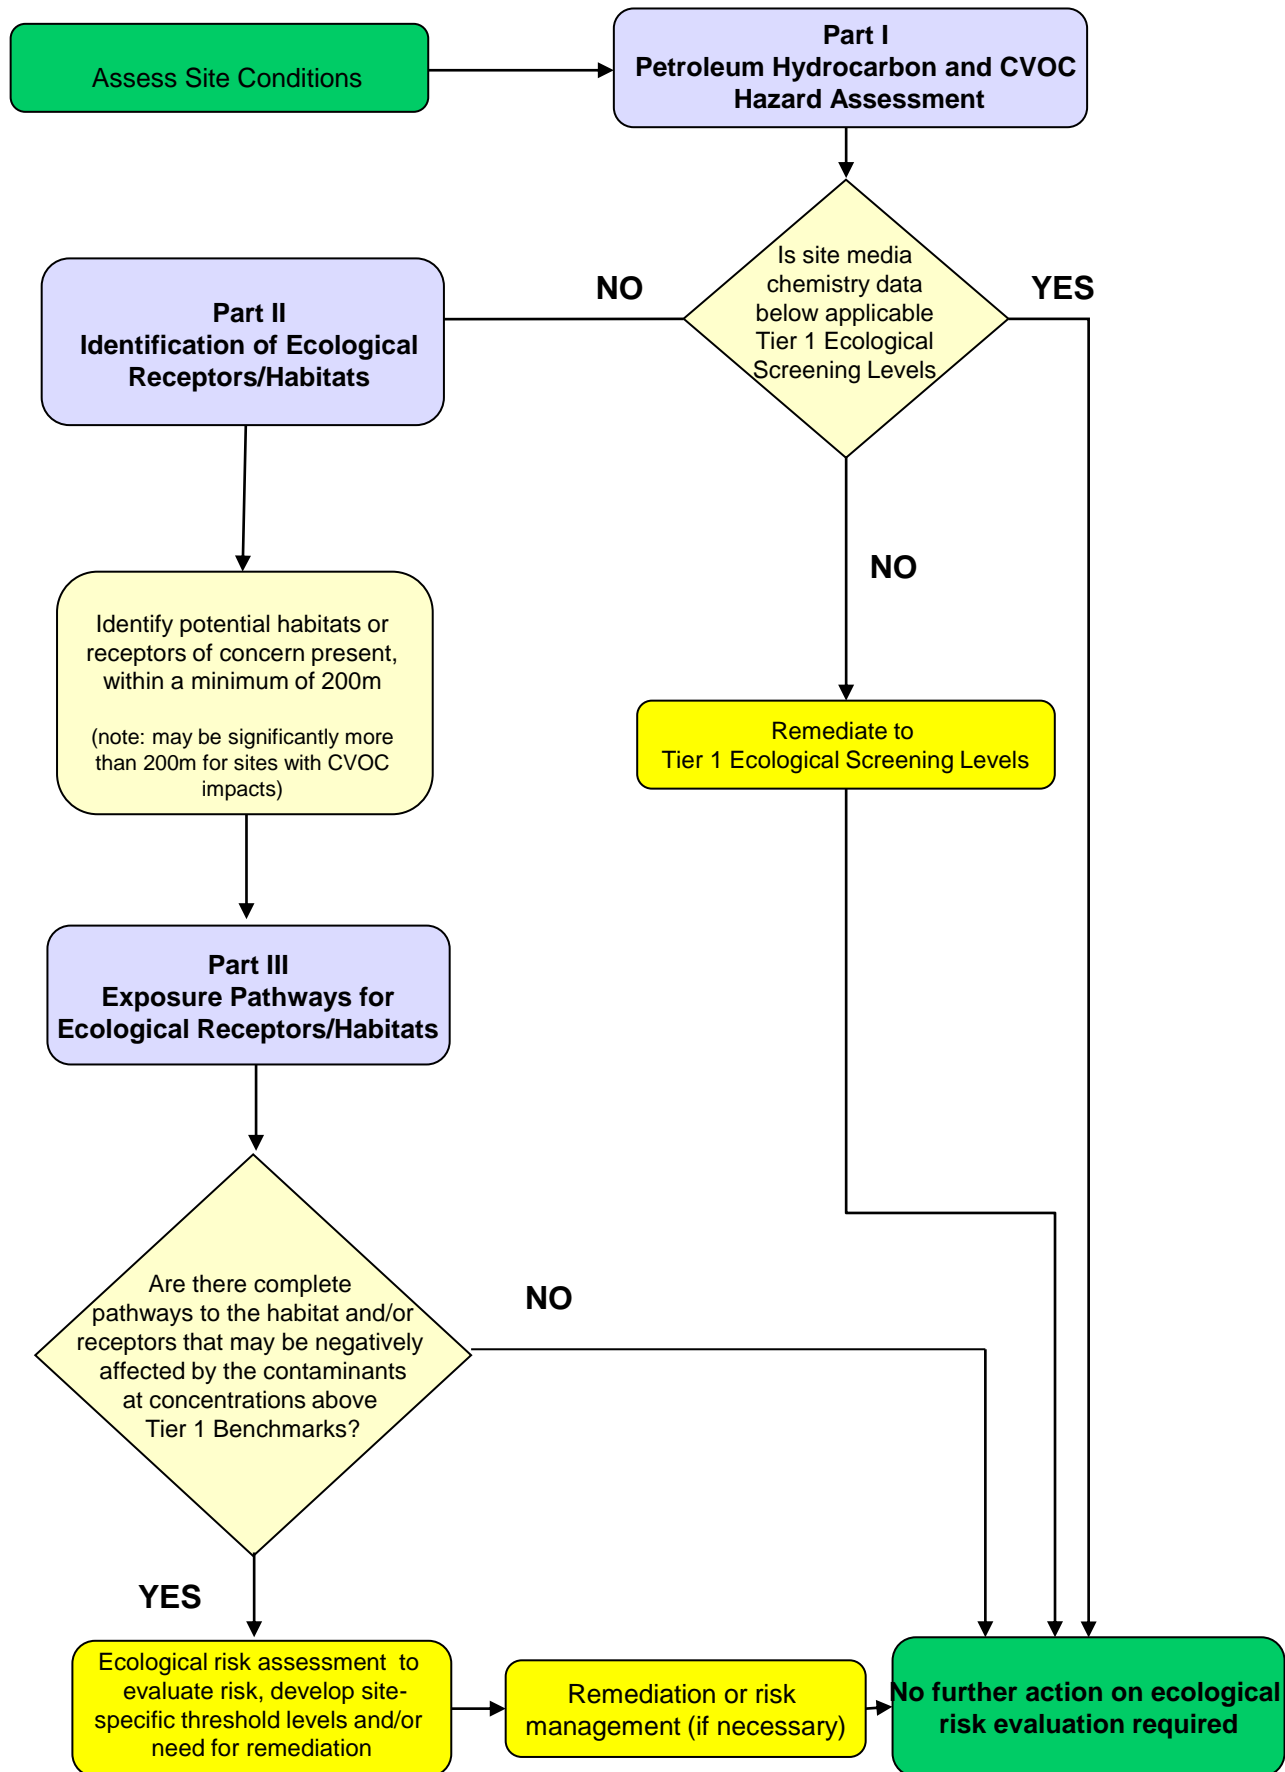 Assess Site Conditions
Part I
Petroleum Hydrocarbon and CVOC
Hazard Assessment
Is site media
chemistry data
below applicable
Tier 1 Ecological
Screening Levels
NO
YES
Part II
Identification of Ecological
Receptors/Habitats
NO
Identify potential habitats or
receptors of concern present,
within a minimum of 200m
(note: may be significantly more
than 200m for sites with CVOC
impacts)
Remediate to
Tier 1 Ecological Screening Levels
Part III
Exposure Pathways for
Ecological Receptors/Habitats
Are there complete
pathways to the habitat and/or
receptors that may be negatively
affected by the contaminants
at concentrations above
Tier 1 Benchmarks?
NO
YES
Ecological risk assessment to
evaluate risk, develop site-
specific threshold levels and/or
need for remediation
Remediation or risk
management (if necessary)
No further action on ecological
risk evaluation required